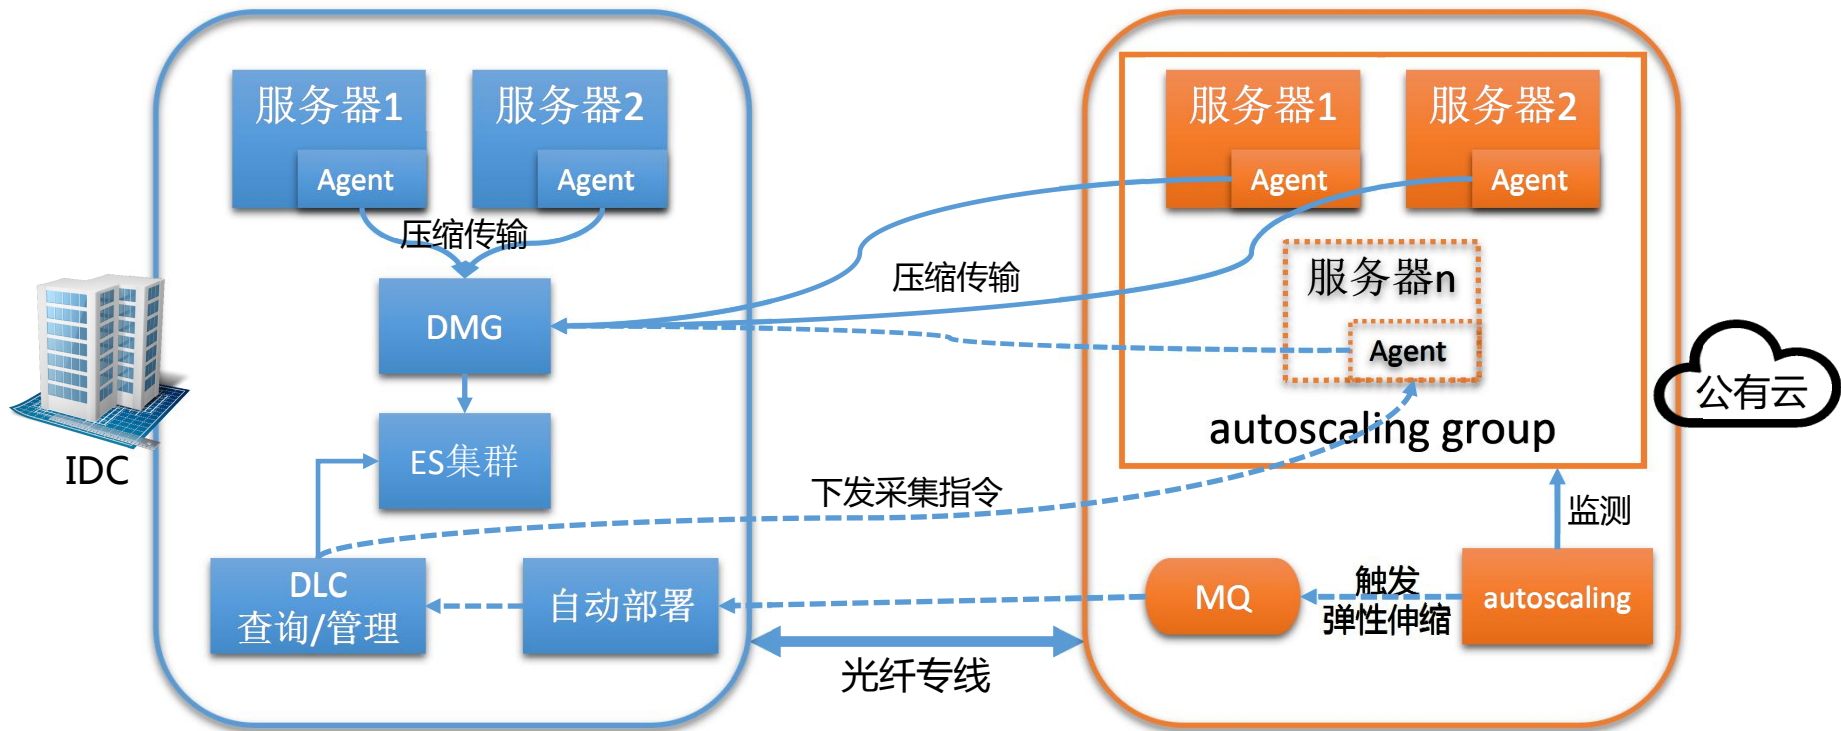 服务器1
Agent
服务器2
Agent
压缩传输
DMG
ES集群
DLC
查询/管理
自动部署
IDC
压缩传输
下发采集指令
光纤专线
服务器1
Agent
服务器2
Agent
服务器n
Agent
autoscaling group
监测
MQ
触发
弹性伸缩
autoscaling
公有云